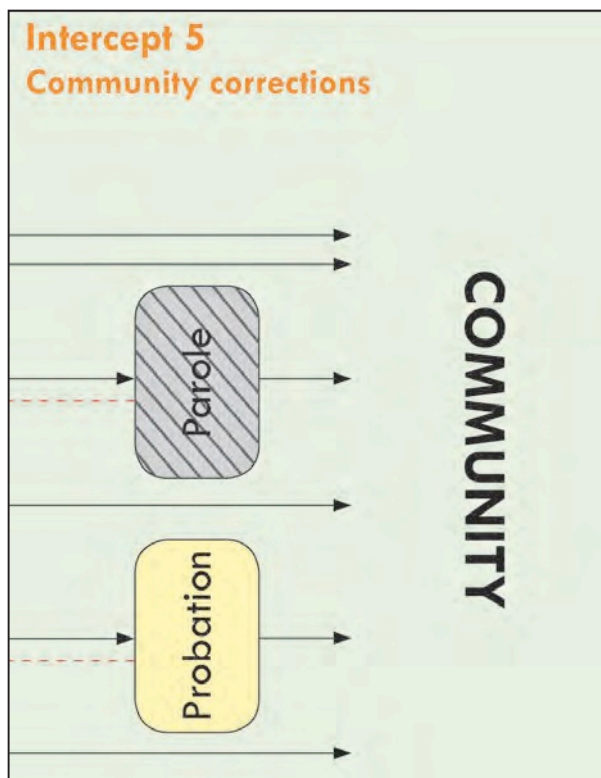 Intercept 5
Community corrections
Parole
Probation
COMMUNITY